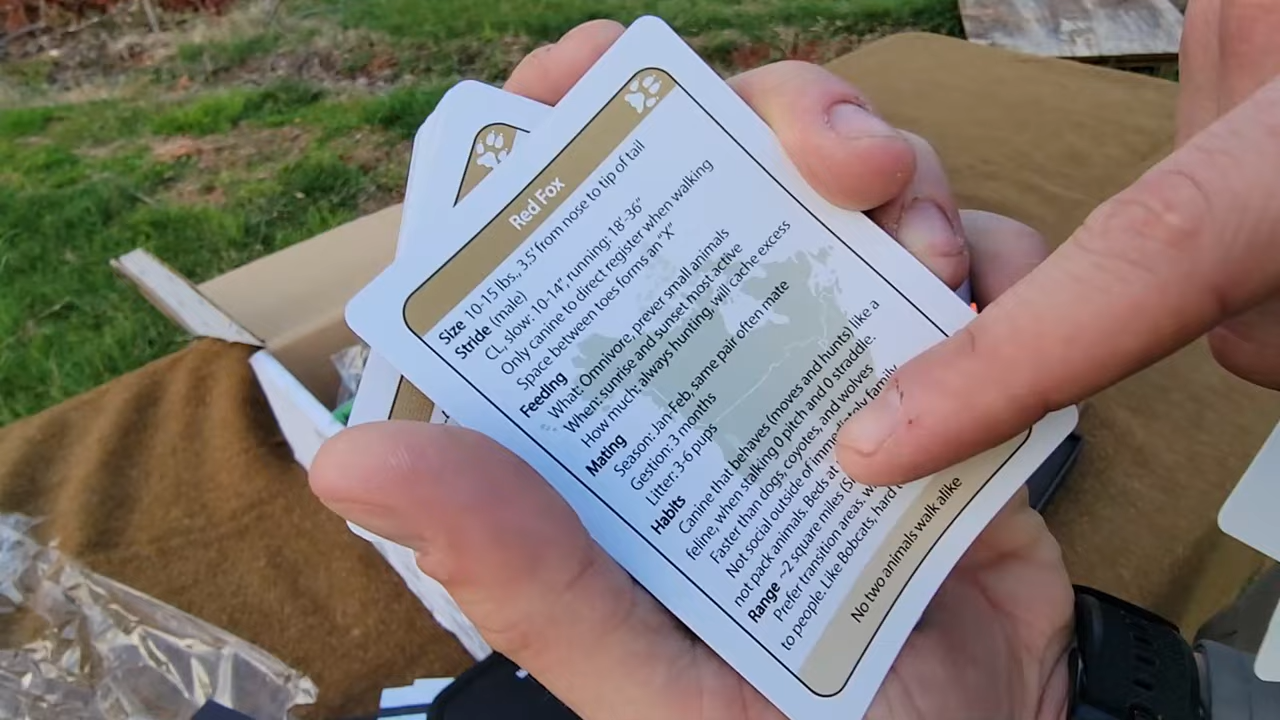 Red Fox
Size 10-15 lbs., 3.5' from nose to tip of tail
Stride (male)
CL, slow: 10-14", running: 18'-36"
Only canine to direct register when walking
Space between toes forms an "X"
Feeding
What: Omnivore, prever small animals
When: sunrise and sunset most active
How much: always hunting, will cache excess
Mating
Season: Jan-Feb, same pair often mate
Gestion: 3 months
Litter: 3-6 pups
Habits
Canine that behaves (moves and hunts) like a
feline, when stalking 0 pitch and 0 straddle.
Faster than dogs, coyotes, and wolves
Not social outside of family
not pack animals. Beds at
Range ~2 square miles
Prefer transition areas.
to people. Like Bobcats, hard
No two animals walk alike